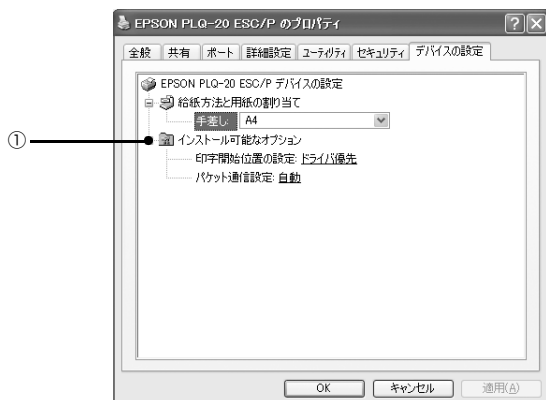 EPSON PLQ-20 ESC/P のプロパティ
全般 共有 ポート 詳細設定 ユーティリティ セキュリティ デバイスの設定
EPSON PLQ-20 ESC/P デバイスの設定
給紙方法と用紙の割り当て
手差し: A4
①
インストール可能なオプション
印字開始位置の設定: ドライバ優先
パケット通信設定: 自動
OK キャンセル 適用(A)